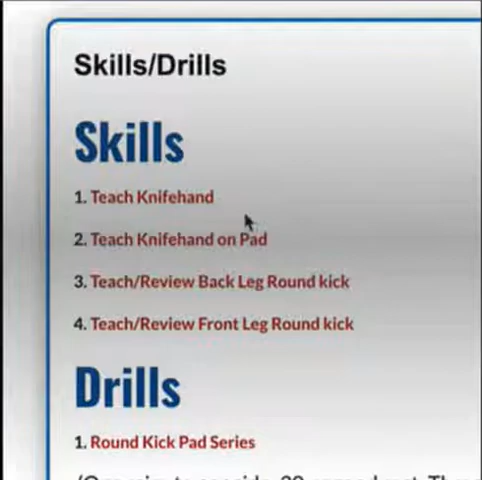 Skills/Drills
Skills
1. Teach Knifehand
2. Teach Knifehand on Pad
3. Teach/Review Back Leg Round kick
4. Teach/Review Front Leg Round kick
Drills
1. Round Kick Pad Series